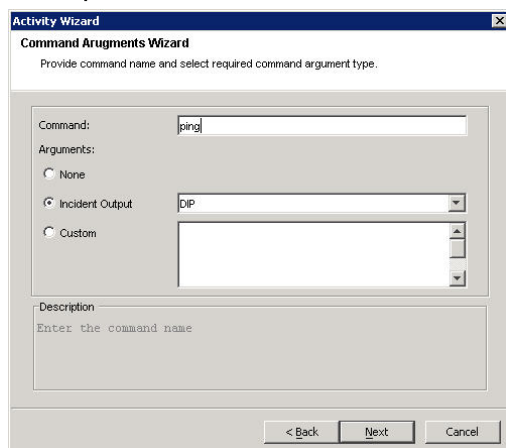 Activity Wizard
Command Arugments Wizard
Provide command name and select required command argument type.
Command:
ping
Arguments:
None
Incident Output
DIP
Custom
Description
Enter the command name
< Back
Next
Cancel